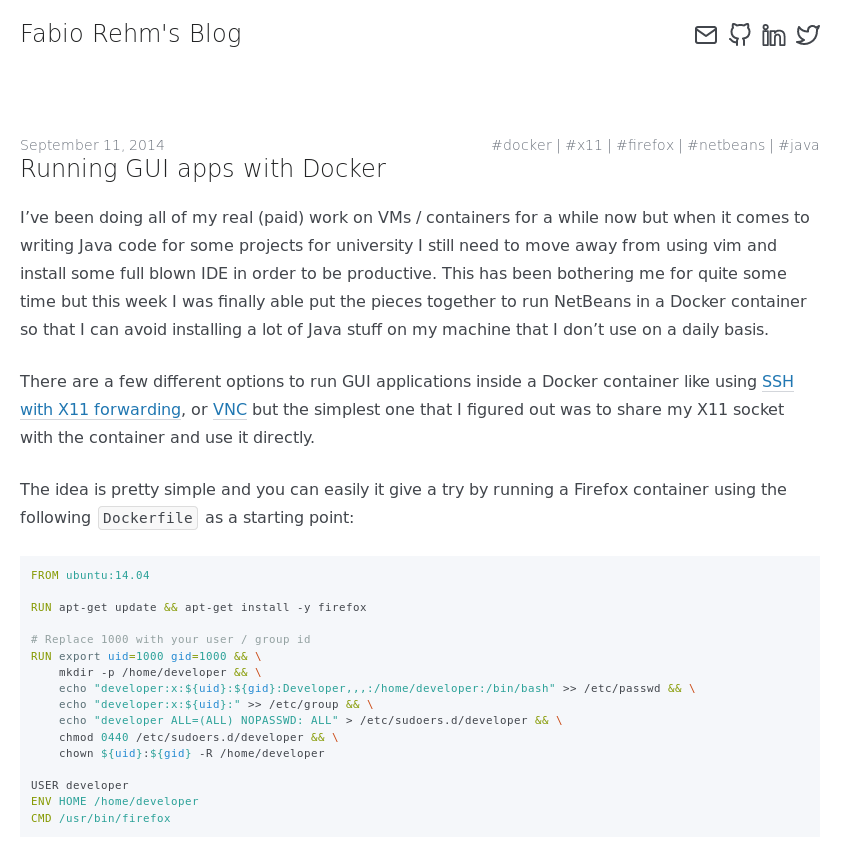 Fabio Rehm's Blog
September 11, 2014 #docker | #x11 | #firefox | #netbeans | #java
Running GUI apps with Docker
I’ve been doing all of my real (paid) work on VMs / containers for a while now but when it comes to
writing Java code for some projects for university I still need to move away from using vim and
install some full blown IDE in order to be productive. This has been bothering me for quite some
time but this week I was finally able put the pieces together to run NetBeans in a Docker container
so that I can avoid installing a lot of Java stuff on my machine that I don’t use on a daily basis.
There are a few different options to run GUI applications inside a Docker container like using SSH
with X11 forwarding, or VNC but the simplest one that I figured out was to share my X11 socket
with the container and use it directly.
The idea is pretty simple and you can easily it give a try by running a Firefox container using the
following Dockerfile as a starting point:
FROM ubuntu:14.04
RUN apt-get update && apt-get install -y firefox
# Replace 1000 with your user / group id
RUN export uid=1000 gid=1000 && \
    mkdir -p /home/developer && \
    echo "developer:x:${uid}:${gid}:Developer,,,:/home/developer:/bin/bash" >> /etc/passwd && \
    echo "developer:x:${uid}:" >> /etc/group && \
    echo "developer ALL=(ALL) NOPASSWD: ALL" > /etc/sudoers.d/developer && \
    chmod 0440 /etc/sudoers.d/developer && \
    chown ${uid}:${gid} -R /home/developer
USER developer
ENV HOME /home/developer
CMD /usr/bin/firefox